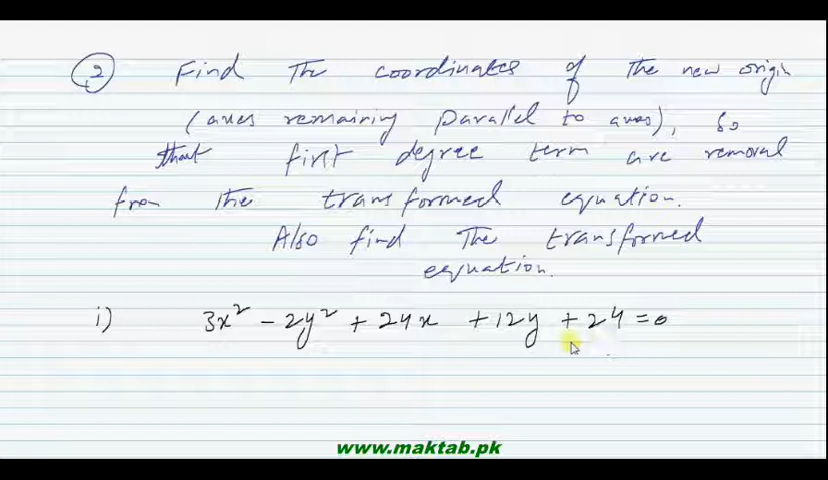 2 Find the coordinates of the new origin
(axes remaining parallel to axes), so
that first degree term are removal
from the transformed equation.
Also find the transformed
equation.
i) 3x² - 2y² + 24x + 12y + 24 = 0
www.maktab.pk